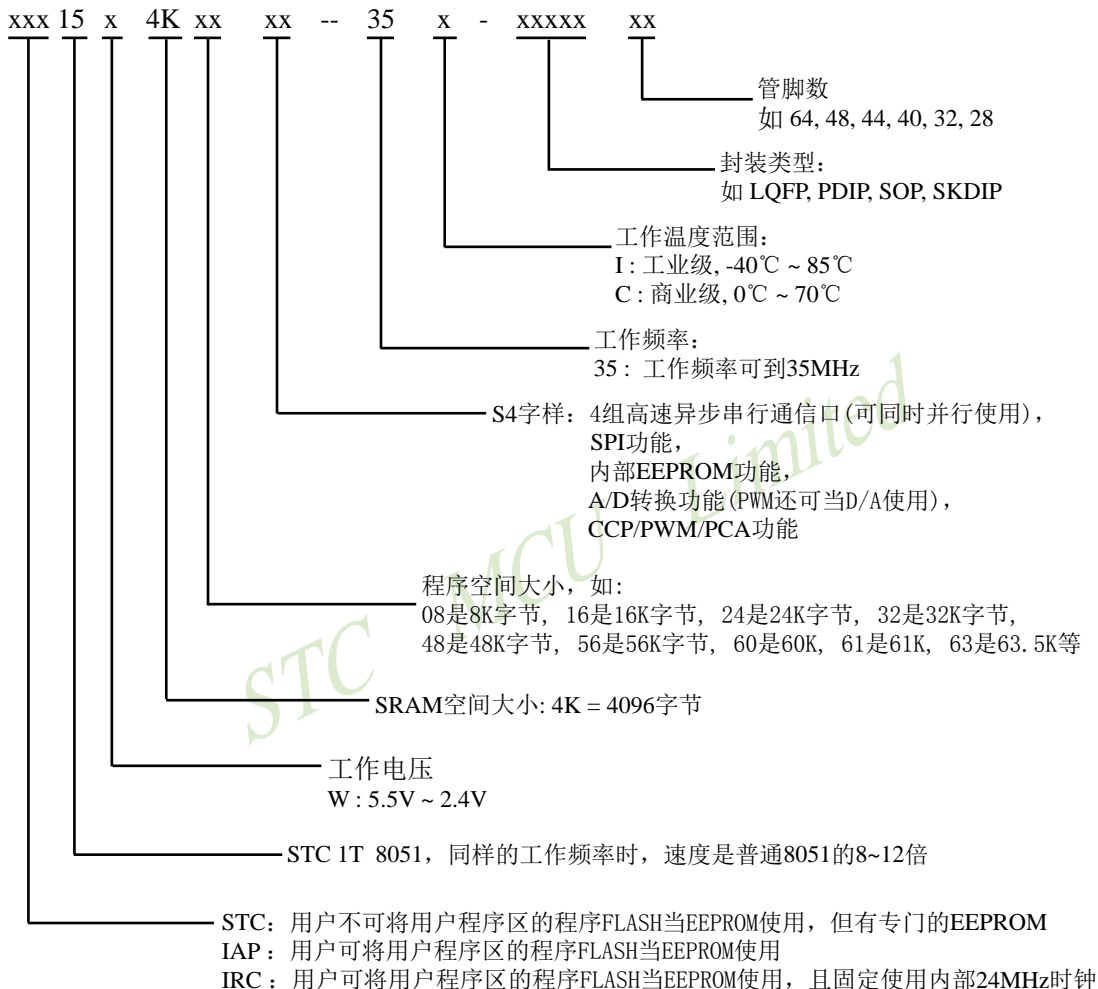 xxx 15 x 4K xx xx -- 35 x - xxxxx xx
管脚数
如 64, 48, 44, 40, 32, 28
封装类型：
如 LQFP, PDIP, SOP, SKDIP
工作温度范围：
I : 工业级, -40℃ ~ 85℃
C : 商业级, 0℃ ~ 70℃
工作频率：
35 : 工作频率可到35MHz
S4字样： 4组高速异步串行通信口(可同时并行使用)，
SPI功能，
内部EEPROM功能，
A/D转换功能(PWM还可当D/A使用)，
CCP/PWM/PCA功能
程序空间大小，如:
08是8K字节, 16是16K字节, 24是24K字节, 32是32K字节,
48是48K字节, 56是56K字节, 60是60K, 61是61K, 63是63.5K等
SRAM空间大小: 4K = 4096字节
工作电压
W : 5.5V ~ 2.4V
STC 1T 8051，同样的工作频率时，速度是普通8051的8~12倍
STC： 用户不可将用户程序区的程序FLASH当EEPROM使用，但有专门的EEPROM
IAP： 用户可将用户程序区的程序FLASH当EEPROM使用
IRC： 用户可将用户程序区的程序FLASH当EEPROM使用，且固定使用内部24MHz时钟
STC MCU Limited